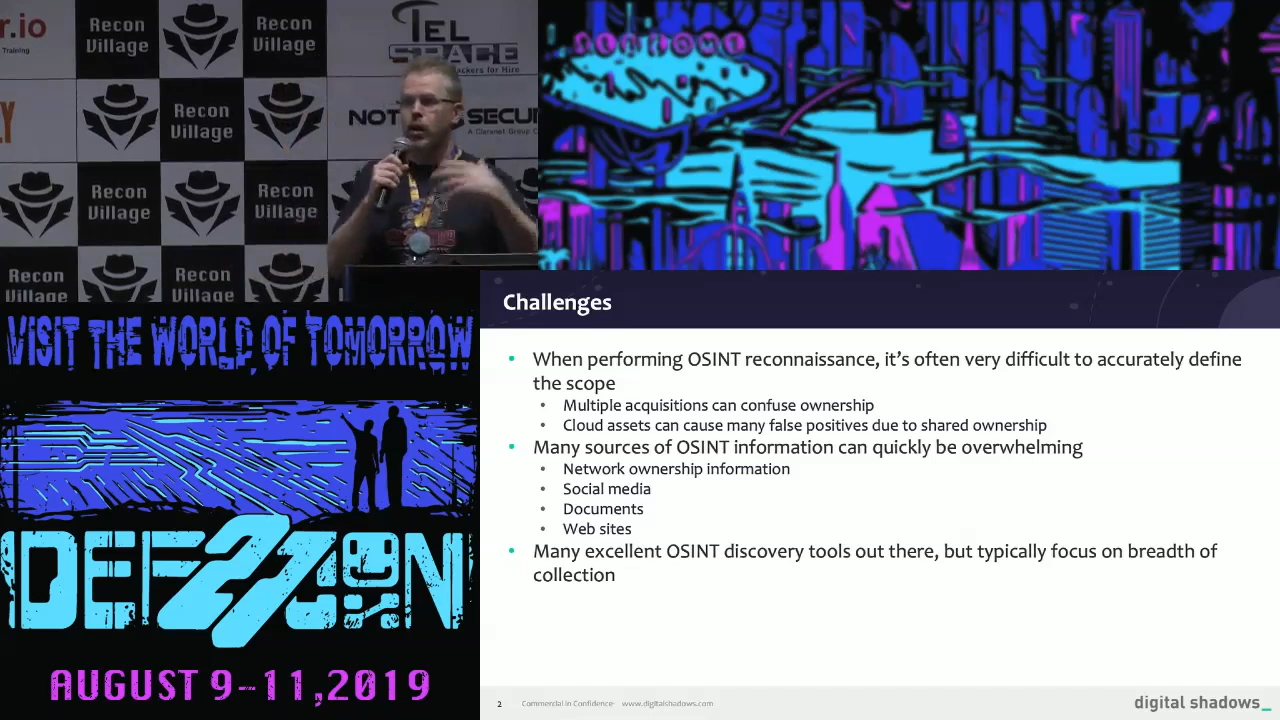 r.io
Training
Recon
Village
Recon
Village
TEL
SPACE
ackers for Hire
LY
Recon
Village
NOT SECU
A Claranet Group C
Recon
Village
Recon
Village
Recon
Village
Recon
Village
VISIT THE WORLD OF TOMORROW
DEF CON
27
AUGUST 9-11, 2019
Challenges
• When performing OSINT reconnaissance, it's often very difficult to accurately define
the scope
• Multiple acquisitions can confuse ownership
• Cloud assets can cause many false positives due to shared ownership
• Many sources of OSINT information can quickly be overwhelming
• Network ownership information
• Social media
• Documents
• Web sites
• Many excellent OSINT discovery tools out there, but typically focus on breadth of
collection
2 Commercial in Confidence www.digitalshadows.com
digital shadows_